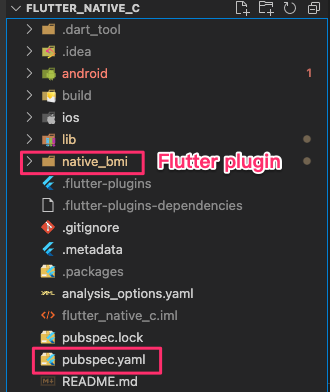 FLUTTER_NATIVE_C
.dart_tool
.idea
android 1
build
ios
lib
native_bmi Flutter plugin
.flutter-plugins
.flutter-plugins-dependencies
.gitignore
.metadata
.packages
analysis_options.yaml
flutter_native_c.iml
pubspec.lock
pubspec.yaml
README.md